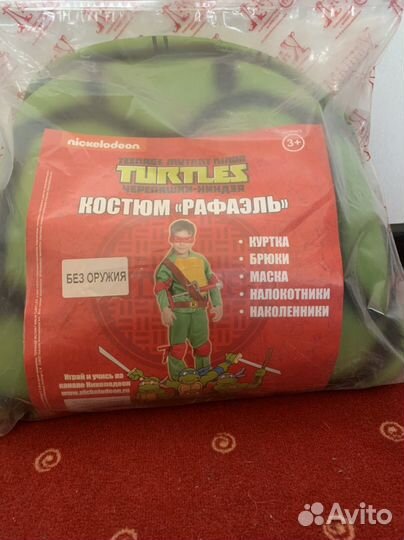 nickelodeon
3+
TEENAGE MUTANT NINJA
TURTLES
ЧЕРЕПАШКИ-НИНДЗЯ
КОСТЮМ «РАФАЭЛЬ»
• КУРТКА
• БРЮКИ
• МАСКА
• НАЛОКОТНИКИ
• НАКОЛЕННИКИ
БЕЗ ОРУЖИЯ
Играй и учись на
канале Никелодеон
www.nickelodeon.ru
Avito